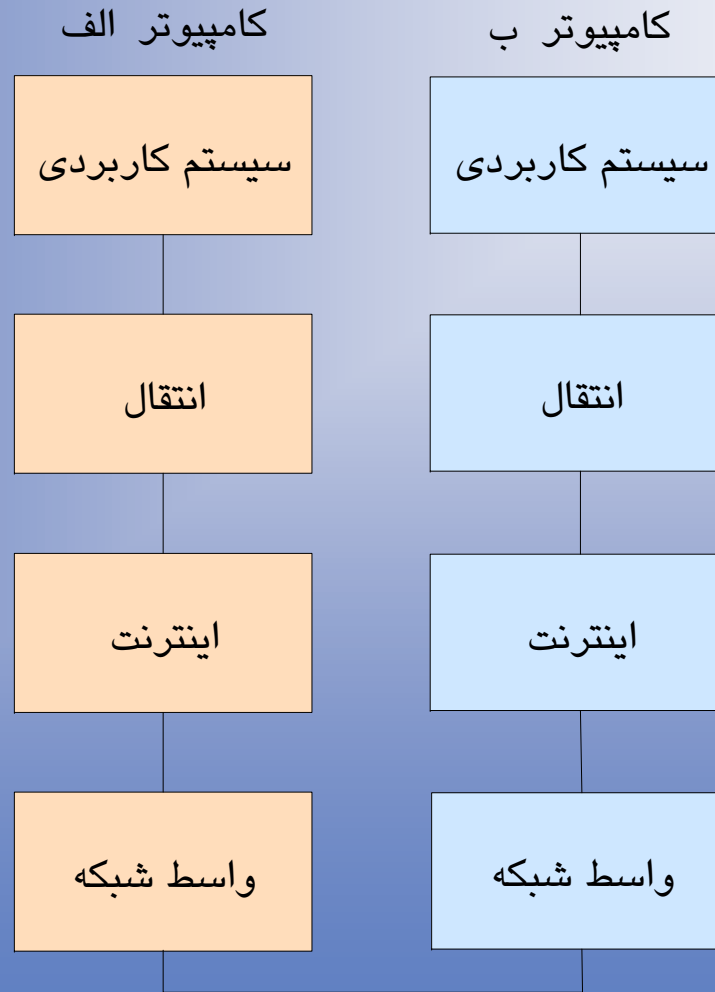 کامپیوتر الف
سیستم کاربردی
انتقال
اینترنت
واسط شبکه
کامپیوتر ب
سیستم کاربردی
انتقال
اینترنت
واسط شبکه